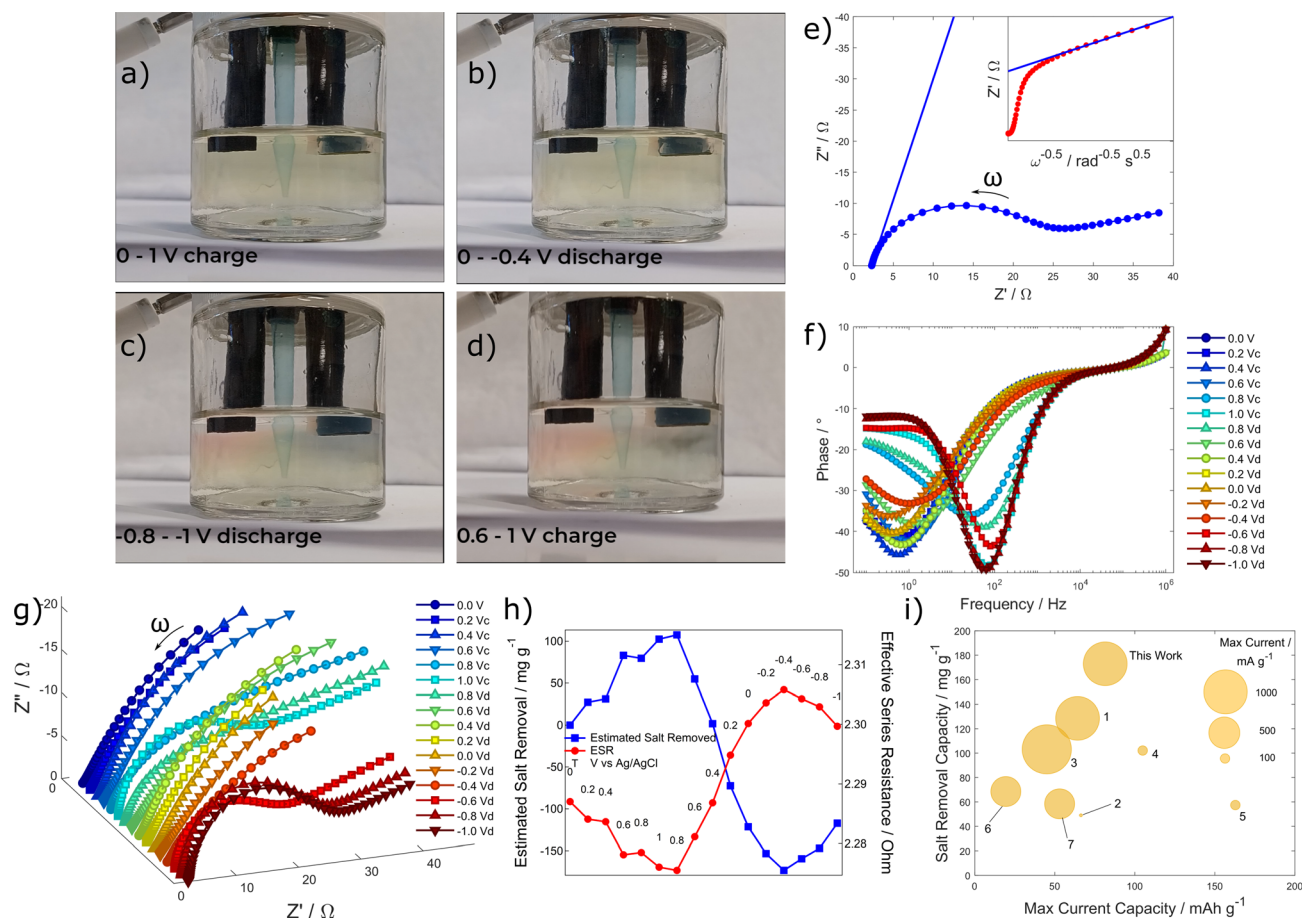 a)
0 - 1 V charge
b)
0 - -0.4 V discharge
c)
-0.8 - -1 V discharge
d)
0.6 - 1 V charge
e)
Z'' / Ω
-40
-35
-30
-25
-20
-15
-10
-5
0
0
5
10
15
20
25
30
35
40
Z' / Ω
ω
Z' / Ω
ω-0.5 / rad-0.5 s0.5
f)
Phase / °
10
0
-10
-20
-30
-40
-50
10⁰
10²
10⁴
10⁶
Frequency / Hz
0.0 V
0.2 Vc
0.4 Vc
0.6 Vc
0.8 Vc
1.0 Vc
0.8 Vd
0.6 Vd
0.4 Vd
0.2 Vd
0.0 Vd
-0.2 Vd
-0.4 Vd
-0.6 Vd
-0.8 Vd
-1.0 Vd
g)
Z'' / Ω
-20
-15
-10
-5
0
0
ω
0
10
20
30
40
Z' / Ω
0.0 V
0.2 Vc
0.4 Vc
0.6 Vc
0.8 Vc
1.0 Vc
0.8 Vd
0.6 Vd
0.4 Vd
0.2 Vd
0.0 Vd
-0.2 Vd
-0.4 Vd
-0.6 Vd
-0.8 Vd
-1.0 Vd
h)
Estimated Salt Removal / mg g-1
100
50
0
-50
-100
-150
Estimated Salt Removed
ESR
T V vs Ag/AgCl
0
0.2
0.4
0.6
0.8
1
0.8
0.6
0.4
0.2
0
-0.2
-0.4
-0.6
-0.8
-1
2.31
2.30
2.29
2.28
Effective Series Resistance / Ohm
i)
Salt Removal Capacity / mg g-1
200
180
160
140
120
100
80
60
40
20
0
0
50
100
150
200
Max Current Capacity / mAh g-1
This Work
1
2
3
4
5
6
7
Max Current /
mA g-1
1000
500
100